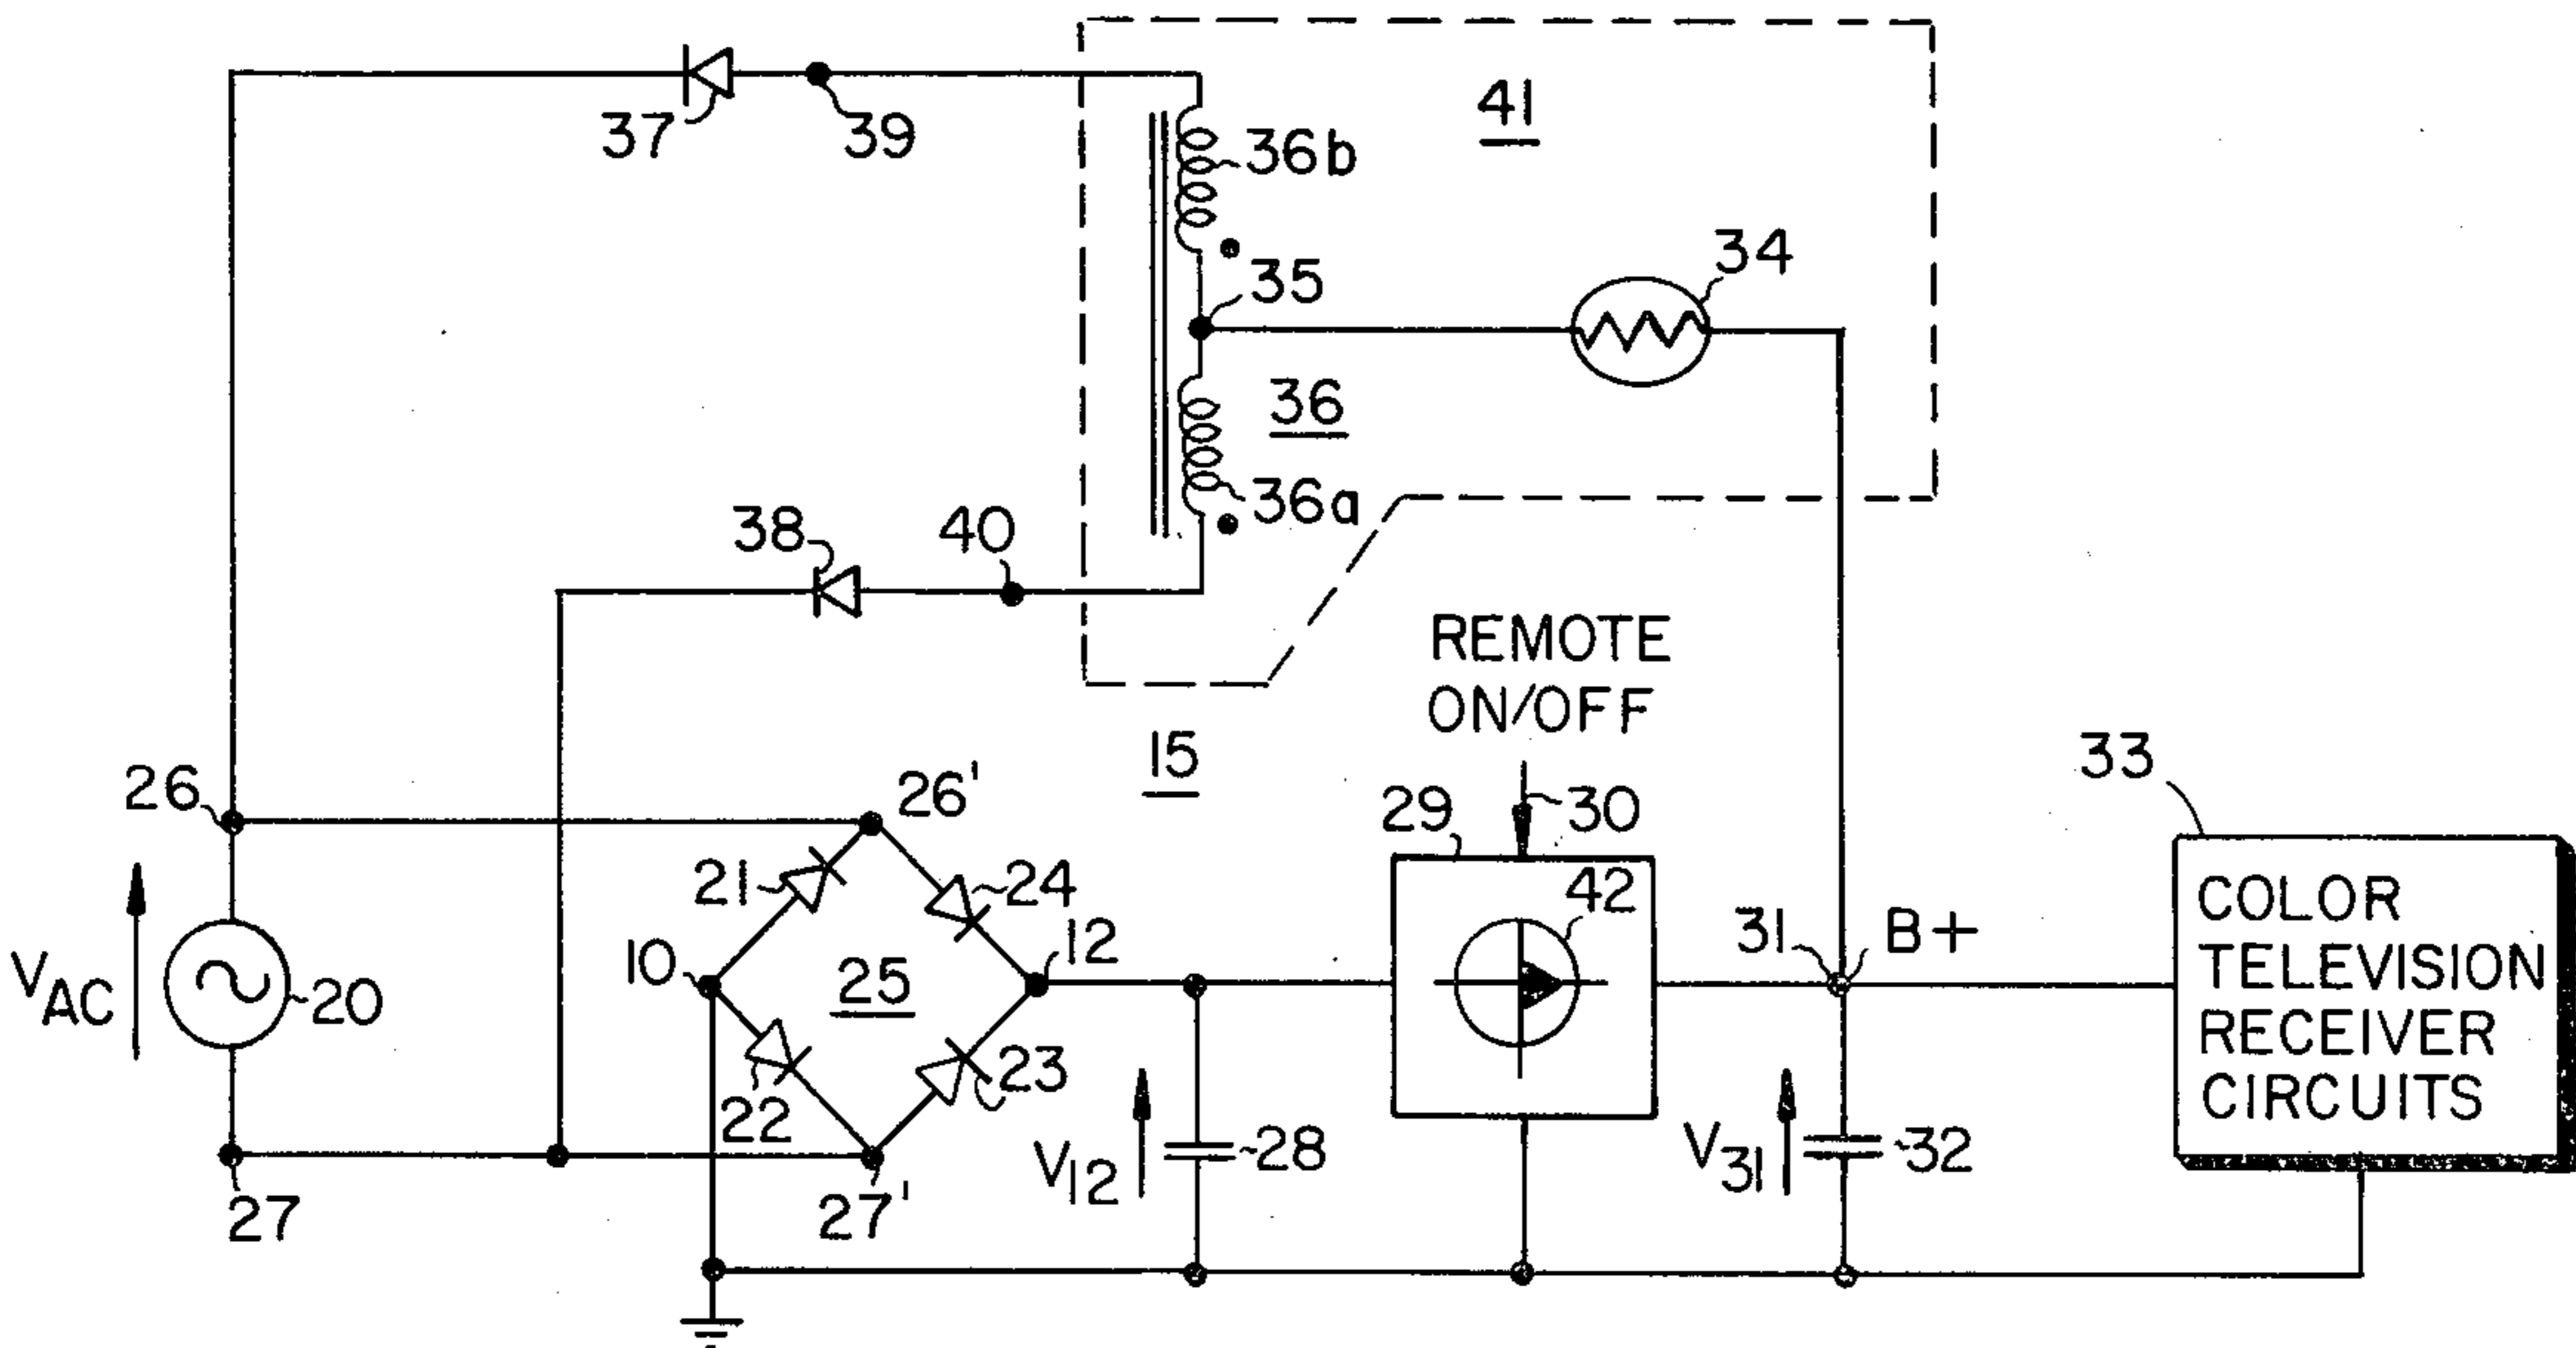 41
37
39
36b
35
34
36
36a
38
40
REMOTE
ON/OFF
15
33
26
26'
29
30
21
24
42
COLOR
TELEVISION
RECEIVER
CIRCUITS
31
B+
10
12
25
VAC
20
22
23
V12
28
V31
32
27
27'